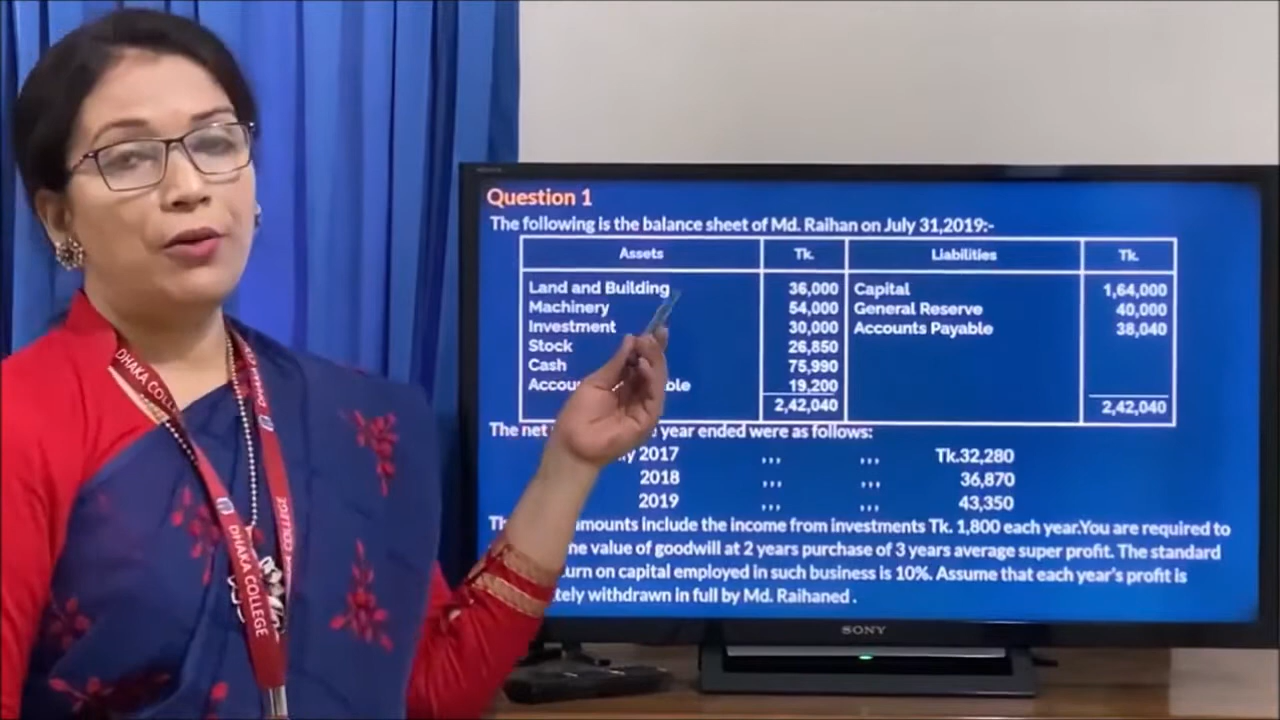 Question 1
The following is the balance sheet of Md. Raihan on July 31,2019:-
Assets Tk. Liabilities Tk.
Land and Building 36,000 Capital 1,64,000
Machinery 54,000 General Reserve 40,000
Investment 30,000 Accounts Payable 38,040
Stock 26,850
Cash 75,990
19,200
2,42,040 2,42,040
The net year ended were as follows:
2017 ,,, ,,, Tk.32,280
2018 ,,, ,,, 36,870
2019 ,,, ,,, 43,350
amounts include the income from investments Tk. 1,800 each year.You are required to
value of goodwill at 2 years purchase of 3 years average super profit. The standard
on capital employed in such business is 10%. Assume that each year's profit is
withdrawn in full by Md. Raihaned .
SONY
DHAKA COLLEGE
DHAKA COLLEGE